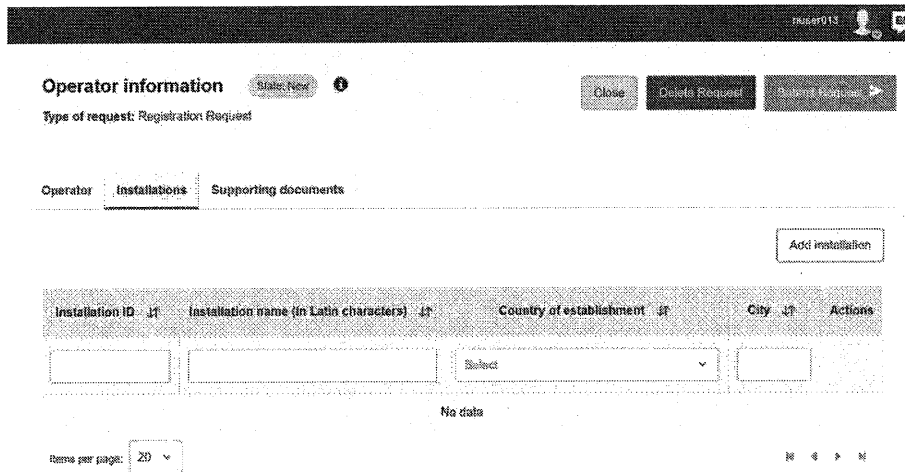 nuser013
Operator information State: New
Close Delete Request Submit Request
Type of request: Registration Request
Operator Installations Supporting documents
Add installation
Installation ID Installation name (in Latin characters) Country of establishment City Actions
Select
No data
Items per page: 20